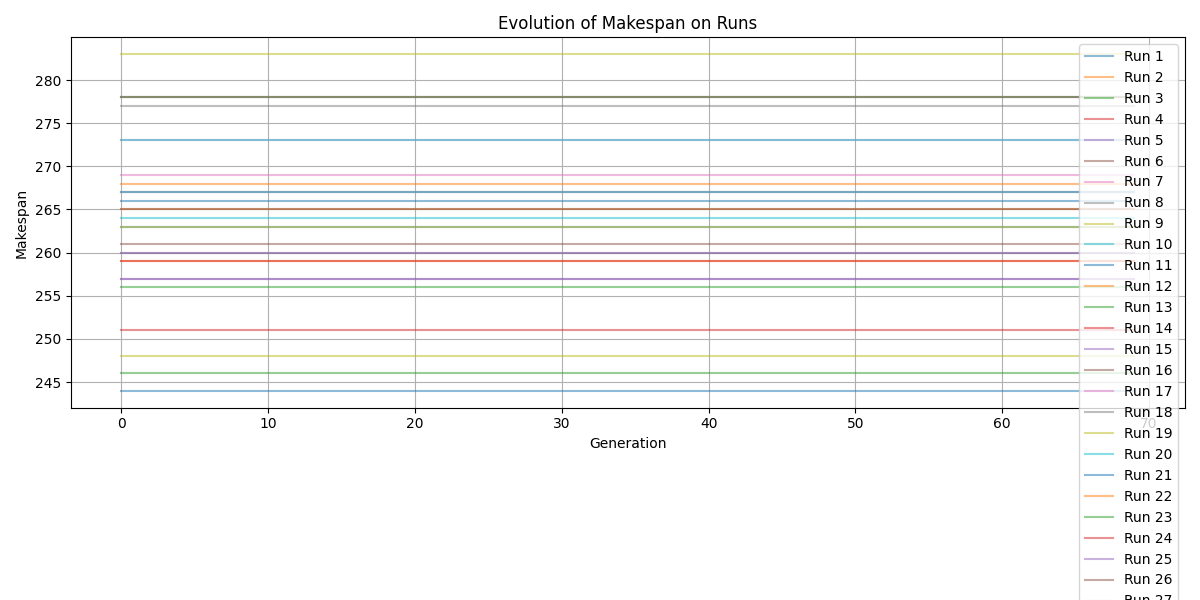 Evolution of Makespan on Runs
Makespan
280
275
270
265
260
255
250
245
0 10 20 30 40 50 60 70
Generation
Run 1
Run 2
Run 3
Run 4
Run 5
Run 6
Run 7
Run 8
Run 9
Run 10
Run 11
Run 12
Run 13
Run 14
Run 15
Run 16
Run 17
Run 18
Run 19
Run 20
Run 21
Run 22
Run 23
Run 24
Run 25
Run 26
Run 27